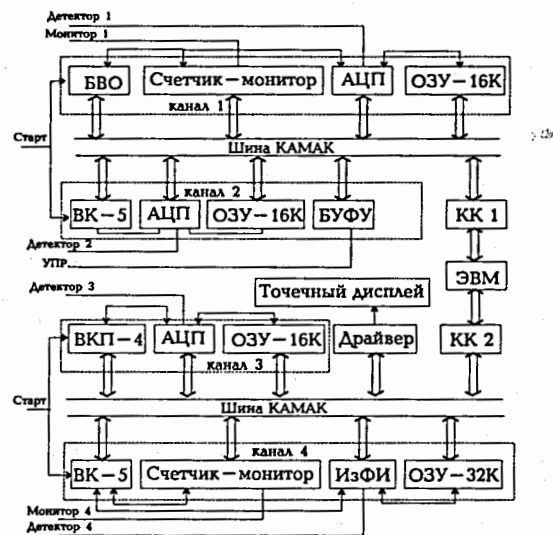 Детектор 1
Монитор 1
БВО Счетчик-монитор АЦП ОЗУ-16К
канал 1
Старт
Шина КАМАК
канал 2
ВК-5 АЦП ОЗУ-16К БУФУ КК 1
Детектор 2
УПР
ЭВМ
Детектор 3
Точечный дисплей
ВКП-4 АЦП ОЗУ-16К Драйвер КК 2
канал 3
Старт
Шина КАМАК
канал 4
ВК-5 Счетчик-монитор ИзФИ ОЗУ-32К
Монитор 4
Детектор 4